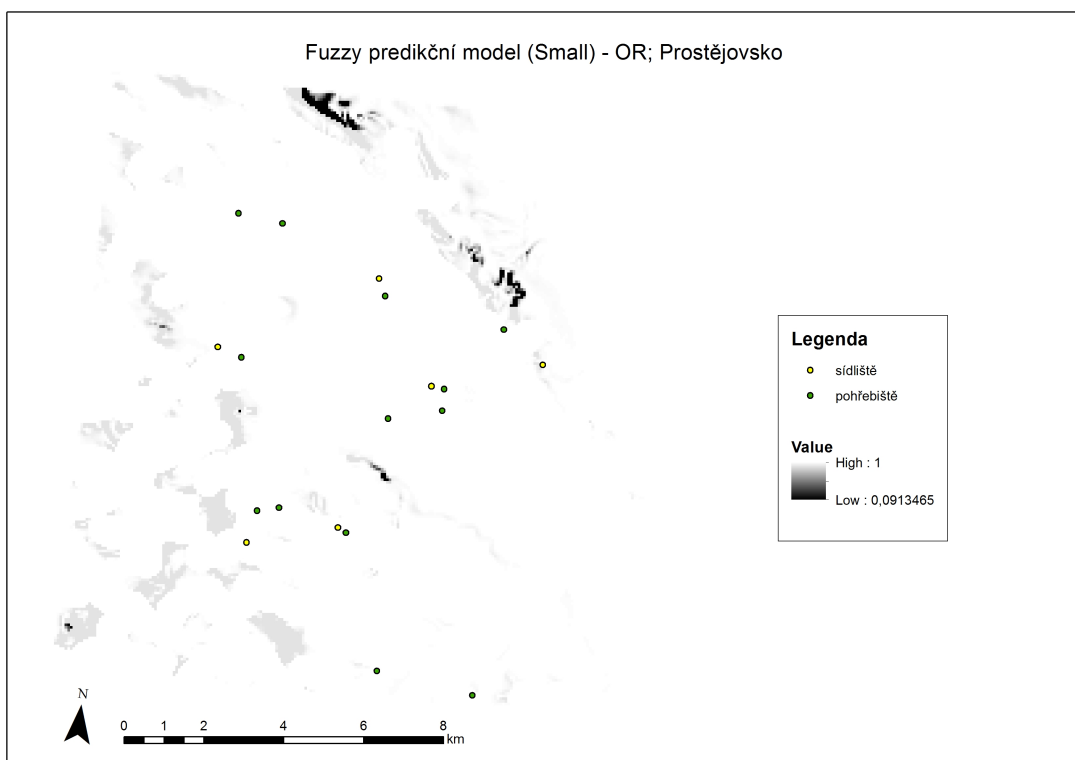 Fuzzy predikční model (Small) - OR; Prostějovsko
Legenda
sídliště
pohřebiště
Value
High : 1
Low : 0,0913465
N
0 1 2 4 6 8
km